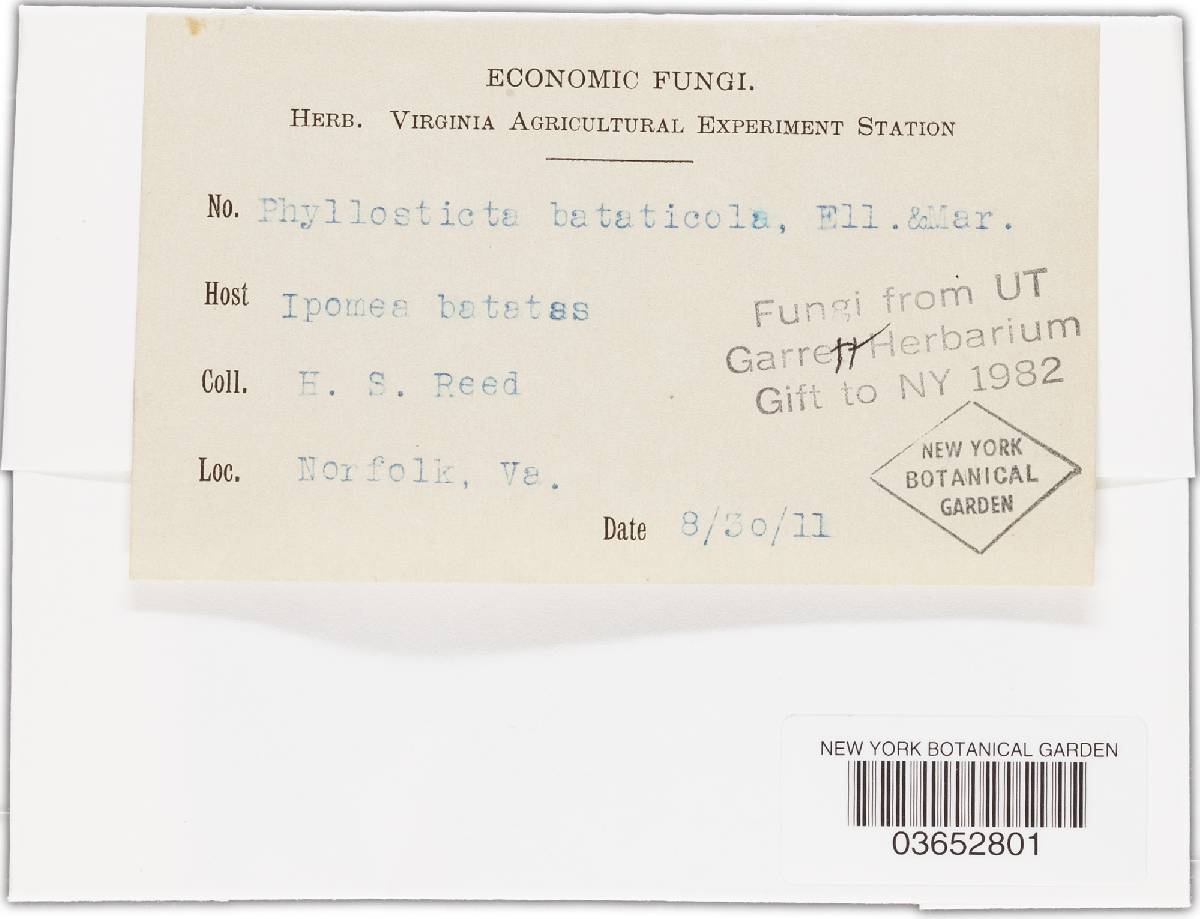 ECONOMIC FUNGI.
HERB. VIRGINIA AGRICULTURAL EXPERIMENT STATION
No. Phyllosticta bataticola, Ell.&Mar.
Host Ipomea batatas
Coll. H. S. Reed
Loc. Norfolk, Va.
Date 8/30/11
Fungi from UT
Garrett Herbarium
Gift to NY 1982
NEW YORK
BOTANICAL
GARDEN
NEW YORK BOTANICAL GARDEN
03652801